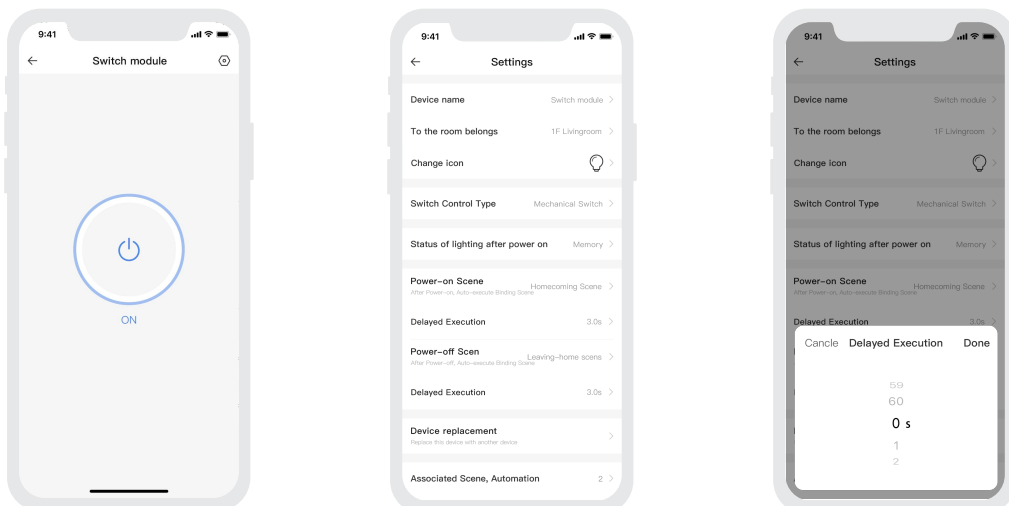 9:41
Switch module
ON
9:41
Settings
Device name Switch module
To the room belongs 1F Livingroom
Change icon
Switch Control Type Mechanical Switch
Status of lighting after power on Memory
Power-on Scene Homecoming Scene
After Power-on, Auto-execute Binding Scene
Delayed Execution 3.0s
Power-off Scen Leaving-home scens
After Power-off, Auto-execute Binding Scene
Delayed Execution 3.0s
Device replacement
Replace this device with another device
Associated Scene, Automation 2
9:41
Settings
Device name Switch module
To the room belongs 1F Livingroom
Change icon
Switch Control Type Mechanical Switch
Status of lighting after power on Memory
Power-on Scene Homecoming Scene
After Power-on, Auto-execute Binding Scene
Delayed Execution 3.0s
Cancle Delayed Execution Done
59
60
0 s
1
2